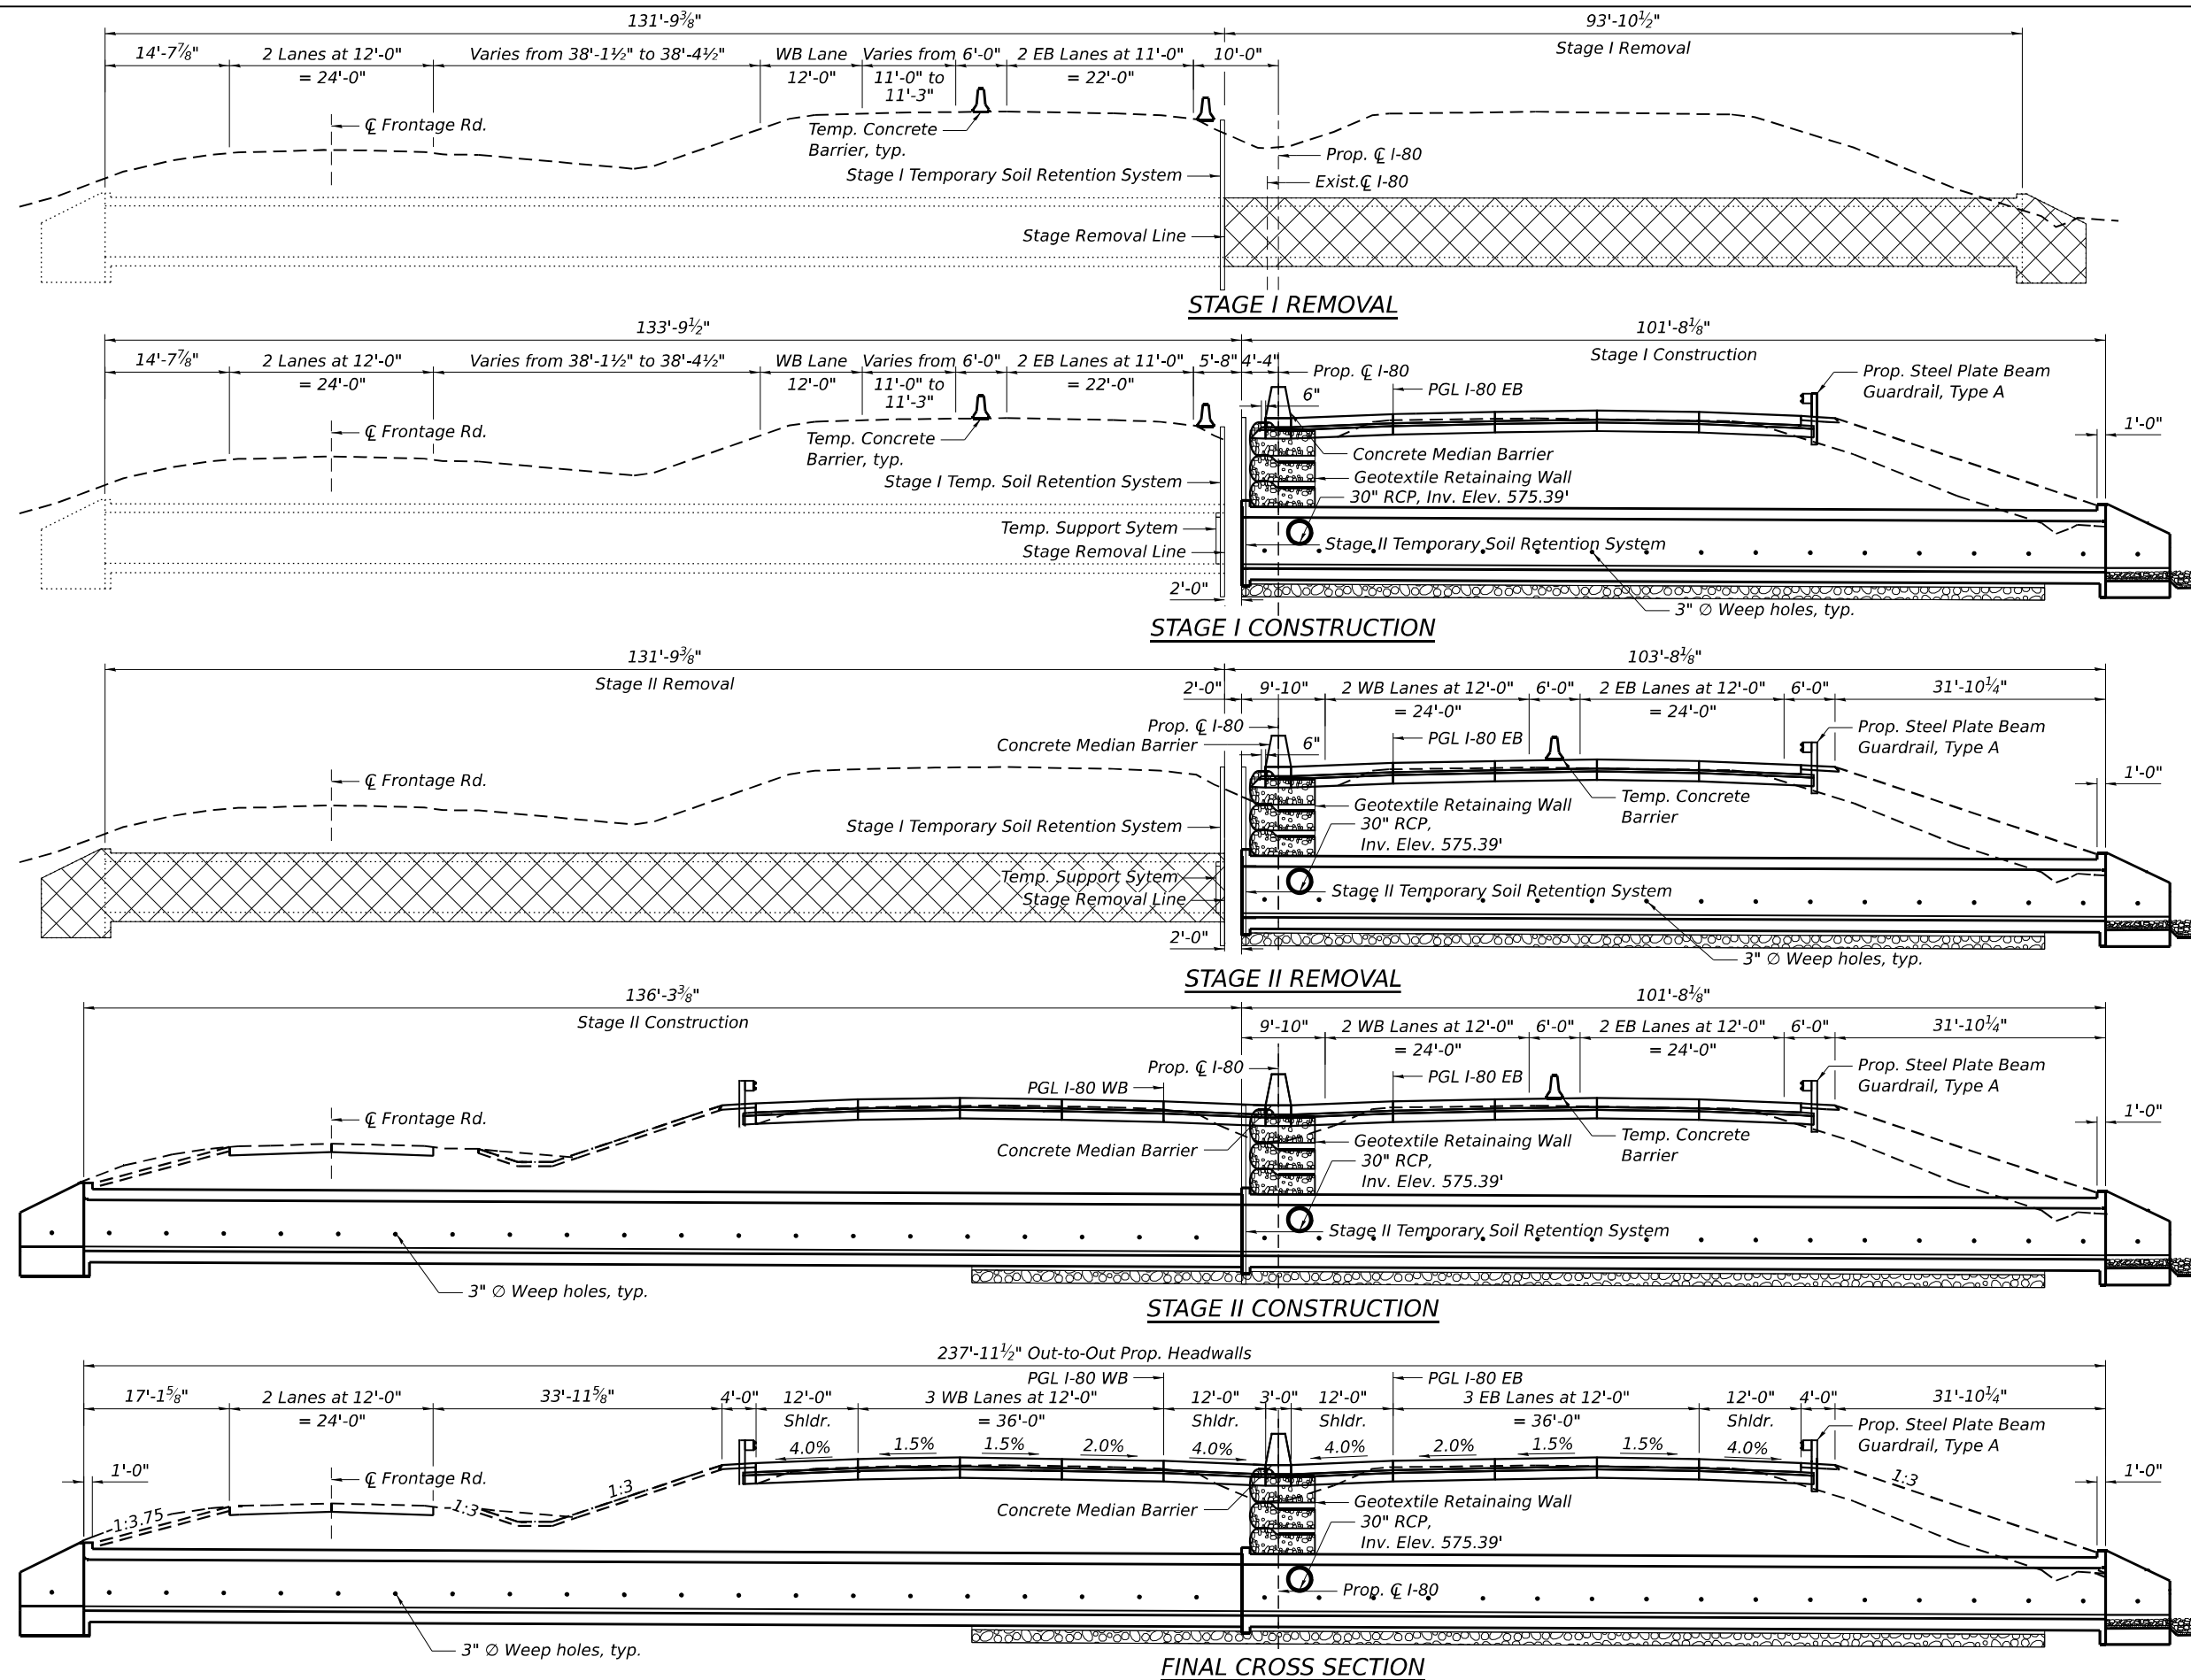 131'-9⅜"
93'-10½"
Stage I Removal
14'-7⅞"
2 Lanes at 12'-0"
= 24'-0"
Varies from 38'-1½" to 38'-4½"
WB Lane
12'-0"
Varies from
11'-0" to
11'-3"
6'-0"
2 EB Lanes at 11'-0"
= 22'-0"
10'-0"
℄ Frontage Rd.
Temp. Concrete
Barrier, typ.
Stage I Temporary Soil Retention System
Prop. ℄ I-80
Exist.℄ I-80
Stage Removal Line
STAGE I REMOVAL
133'-9½"
101'-8⅛"
Stage I Construction
14'-7⅞"
2 Lanes at 12'-0"
= 24'-0"
Varies from 38'-1½" to 38'-4½"
WB Lane
12'-0"
Varies from
11'-0" to
11'-3"
6'-0"
2 EB Lanes at 11'-0"
= 22'-0"
5'-8"
4'-4"
Prop. ℄ I-80
6"
PGL I-80 EB
Prop. Steel Plate Beam
Guardrail, Type A
1'-0"
℄ Frontage Rd.
Temp. Concrete
Barrier, typ.
Concrete Median Barrier
Stage I Temp. Soil Retention System
Geotextile Retaining Wall
30" RCP, Inv. Elev. 575.39'
Temp. Support Sytem
Stage Removal Line
Stage II Temporary Soil Retention System
2'-0"
3" ∅ Weep holes, typ.
STAGE I CONSTRUCTION
131'-9⅜"
Stage II Removal
103'-8⅛"
2'-0"
9'-10"
2 WB Lanes at 12'-0"
= 24'-0"
6'-0"
2 EB Lanes at 12'-0"
= 24'-0"
6'-0"
31'-10¼"
Prop. ℄ I-80
Concrete Median Barrier
6"
PGL I-80 EB
Prop. Steel Plate Beam
Guardrail, Type A
1'-0"
℄ Frontage Rd.
Temp. Concrete
Barrier
Stage I Temporary Soil Retention System
Geotextile Retainaing Wall
30" RCP,
Inv. Elev. 575.39'
Temp. Support Sytem
Stage Removal Line
Stage II Temporary Soil Retention System
2'-0"
3" ∅ Weep holes, typ.
STAGE II REMOVAL
136'-3⅜"
Stage II Construction
101'-8⅛"
9'-10"
2 WB Lanes at 12'-0"
= 24'-0"
6'-0"
2 EB Lanes at 12'-0"
= 24'-0"
6'-0"
31'-10¼"
Prop. ℄ I-80
PGL I-80 WB
PGL I-80 EB
Prop. Steel Plate Beam
Guardrail, Type A
1'-0"
℄ Frontage Rd.
Concrete Median Barrier
Geotextile Retainaing Wall
30" RCP,
Inv. Elev. 575.39'
Temp. Concrete
Barrier
Stage II Temporary Soil Retention System
3" ∅ Weep holes, typ.
STAGE II CONSTRUCTION
237'-11½" Out-to-Out Prop. Headwalls
PGL I-80 WB
PGL I-80 EB
17'-1⅝"
2 Lanes at 12'-0"
= 24'-0"
33'-11⅝"
4'-0"
12'-0"
Shldr.
3 WB Lanes at 12'-0"
= 36'-0"
12'-0"
Shldr.
3'-0"
12'-0"
Shldr.
3 EB Lanes at 12'-0"
= 36'-0"
12'-0"
Shldr.
4'-0"
31'-10¼"
4.0%
1.5%
1.5%
2.0%
4.0%
4.0%
2.0%
1.5%
1.5%
4.0%
Prop. Steel Plate Beam
Guardrail, Type A
1'-0"
℄ Frontage Rd.
1'-0"
1:3.75
1:3
1:3
1:3
Concrete Median Barrier
Geotextile Retainaing Wall
30" RCP,
Inv. Elev. 575.39'
Prop. ℄ I-80
3" ∅ Weep holes, typ.
FINAL CROSS SECTION